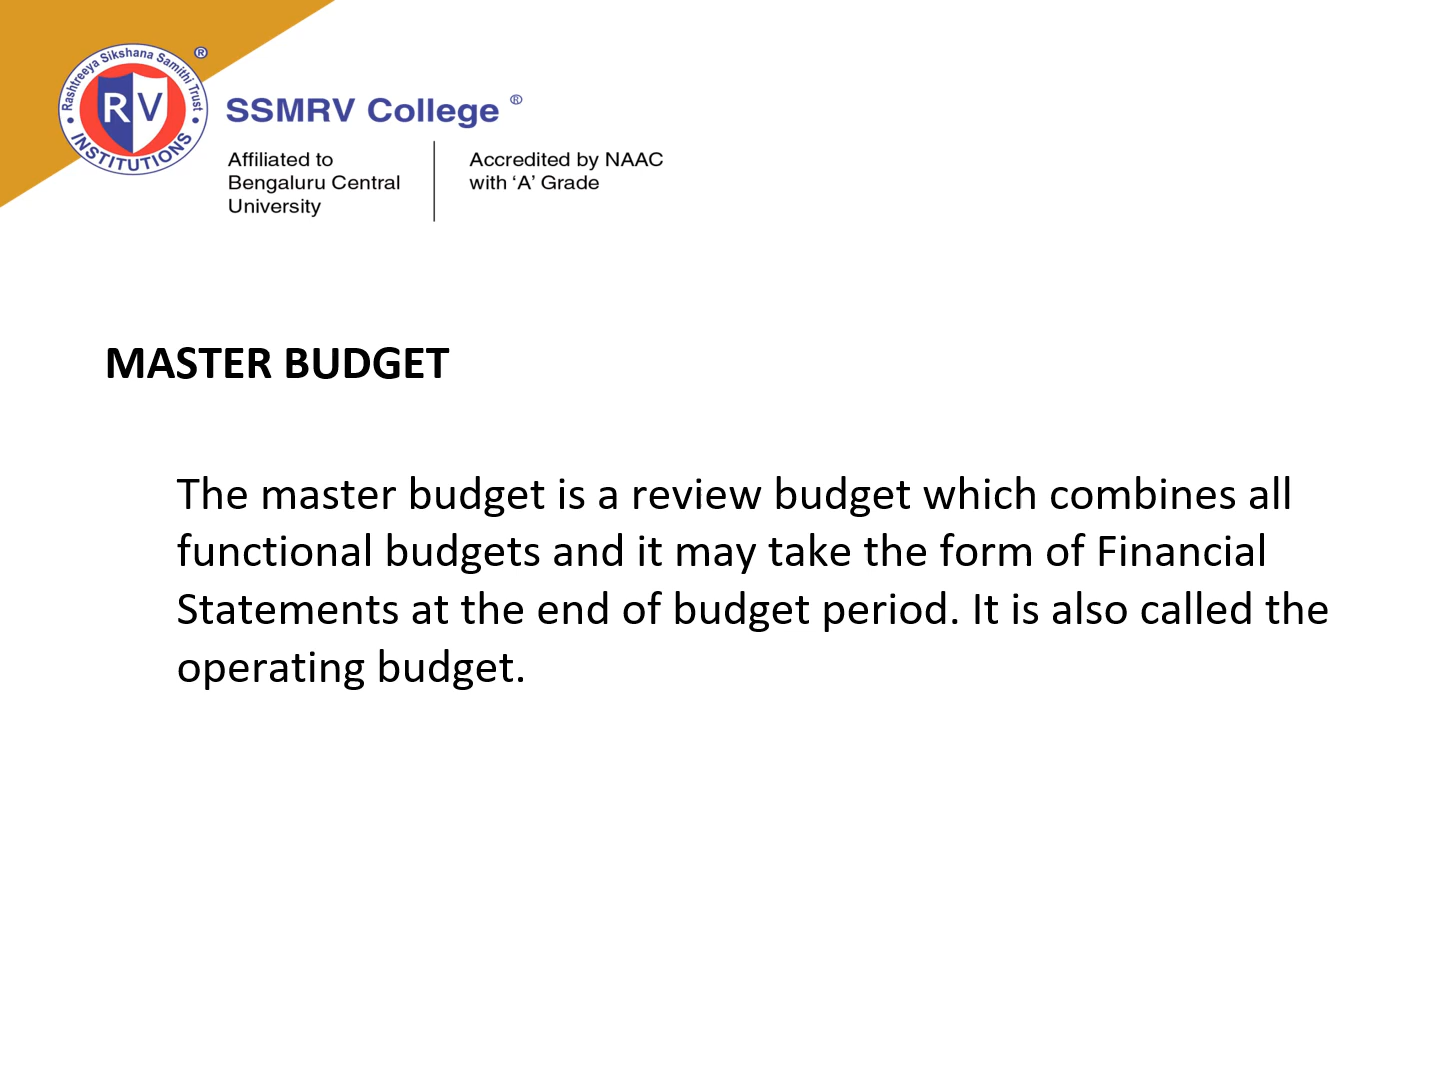 Rashtreeya Sikshana Samithi Trust
®
RV
INSTITUTIONS
SSMRV College ®
Affiliated to
Bengaluru Central
University
Accredited by NAAC
with ‘A’ Grade
MASTER BUDGET
The master budget is a review budget which combines all
functional budgets and it may take the form of Financial
Statements at the end of budget period. It is also called the
operating budget.